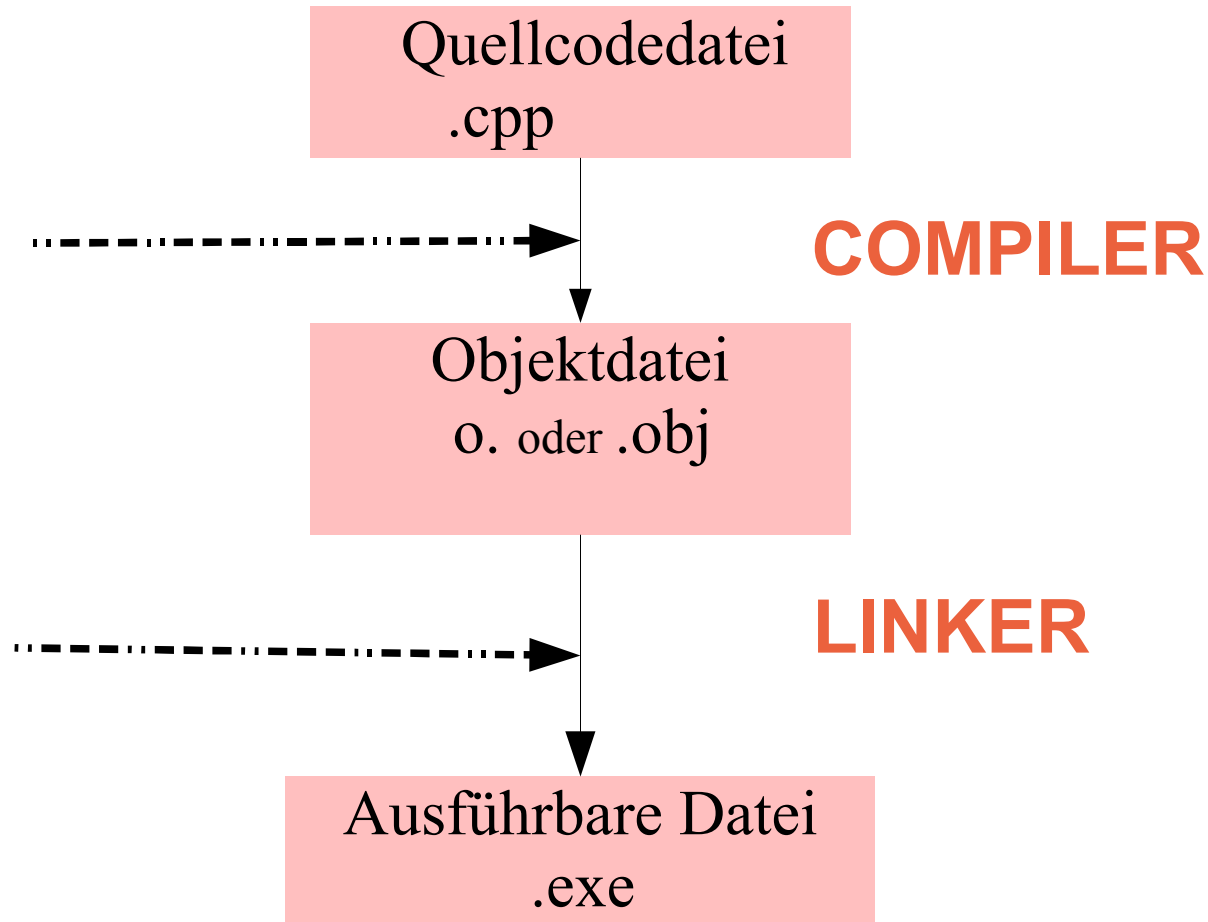 Quellcodedatei
.cpp
COMPILER
Objektdatei
o. oder .obj
LINKER
Ausführbare Datei
.exe